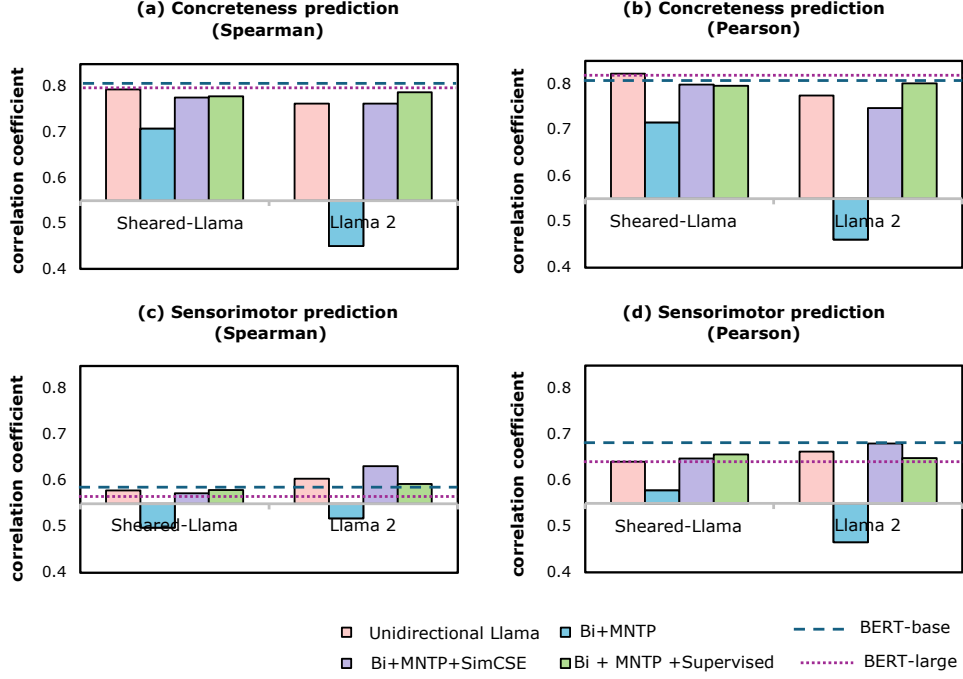 (a) Concreteness prediction
(Spearman)
correlation coefficient
0.8
0.7
0.6
0.5
0.4
Sheared-Llama
Llama 2
(b) Concreteness prediction
(Pearson)
correlation coefficient
0.8
0.7
0.6
0.5
0.4
Sheared-Llama
Llama 2
(c) Sensorimotor prediction
(Spearman)
correlation coefficient
0.8
0.7
0.6
0.5
0.4
Sheared-Llama
Llama 2
(d) Sensorimotor prediction
(Pearson)
correlation coefficient
0.8
0.7
0.6
0.5
0.4
Sheared-Llama
Llama 2
Unidirectional Llama
Bi+MNTP
BERT-base
Bi+MNTP+SimCSE
Bi + MNTP +Supervised
BERT-large